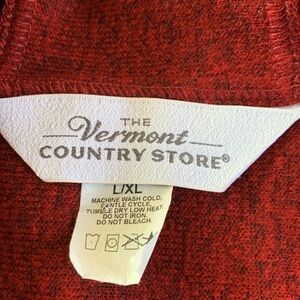 THE
Vermont
COUNTRY STORE®
L/XL
MACHINE WASH COLD,
GENTLE CYCLE,
TUMBLE DRY LOW HEAT.
DO NOT IRON.
DO NOT BLEACH.